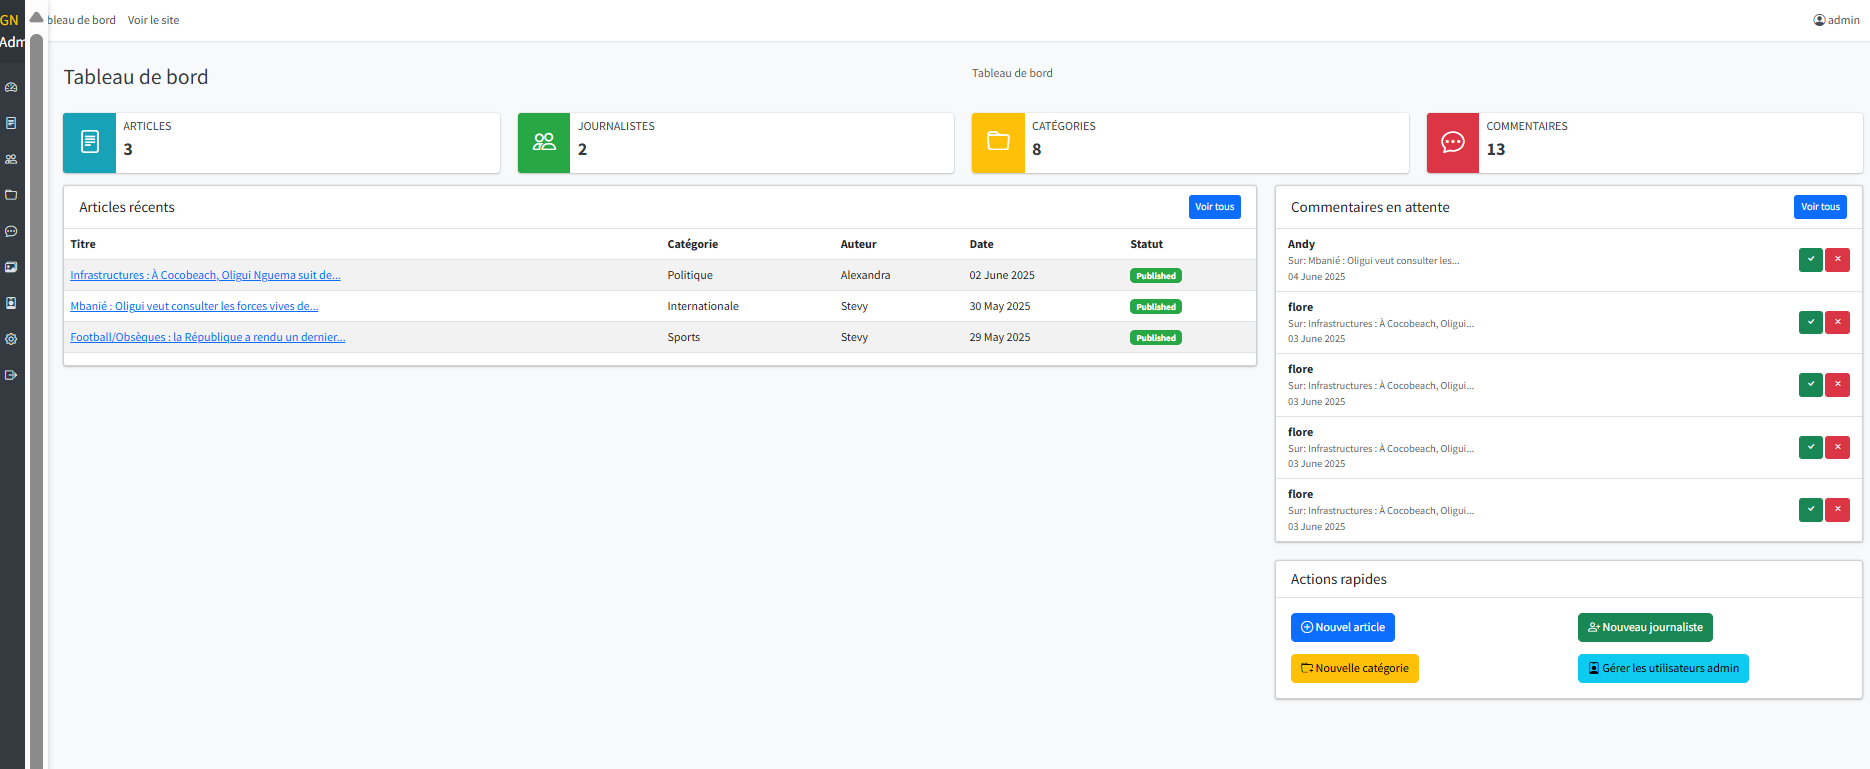 GN
Adm
bleau de bord Voir le site admin
Tableau de bord
Tableau de bord
ARTICLES
3
JOURNALISTES
2
CATÉGORIES
8
COMMENTAIRES
13
Articles récents Voir tous
Titre Catégorie Auteur Date Statut
Infrastructures : À Cocobeach, Oligui Nguema suit de... Politique Alexandra 02 June 2025 Published
Mbanié : Oligui veut consulter les forces vives de... Internationale Stevy 30 May 2025 Published
Football/Obsèques : la République a rendu un dernier... Sports Stevy 29 May 2025 Published
Commentaires en attente Voir tous
Andy
Sur: Mbanié : Oligui veut consulter les...
04 June 2025
flore
Sur: Infrastructures : À Cocobeach, Oligui...
03 June 2025
flore
Sur: Infrastructures : À Cocobeach, Oligui...
03 June 2025
flore
Sur: Infrastructures : À Cocobeach, Oligui...
03 June 2025
flore
Sur: Infrastructures : À Cocobeach, Oligui...
03 June 2025
Actions rapides
Nouvel article Nouveau journaliste
Nouvelle catégorie Gérer les utilisateurs admin